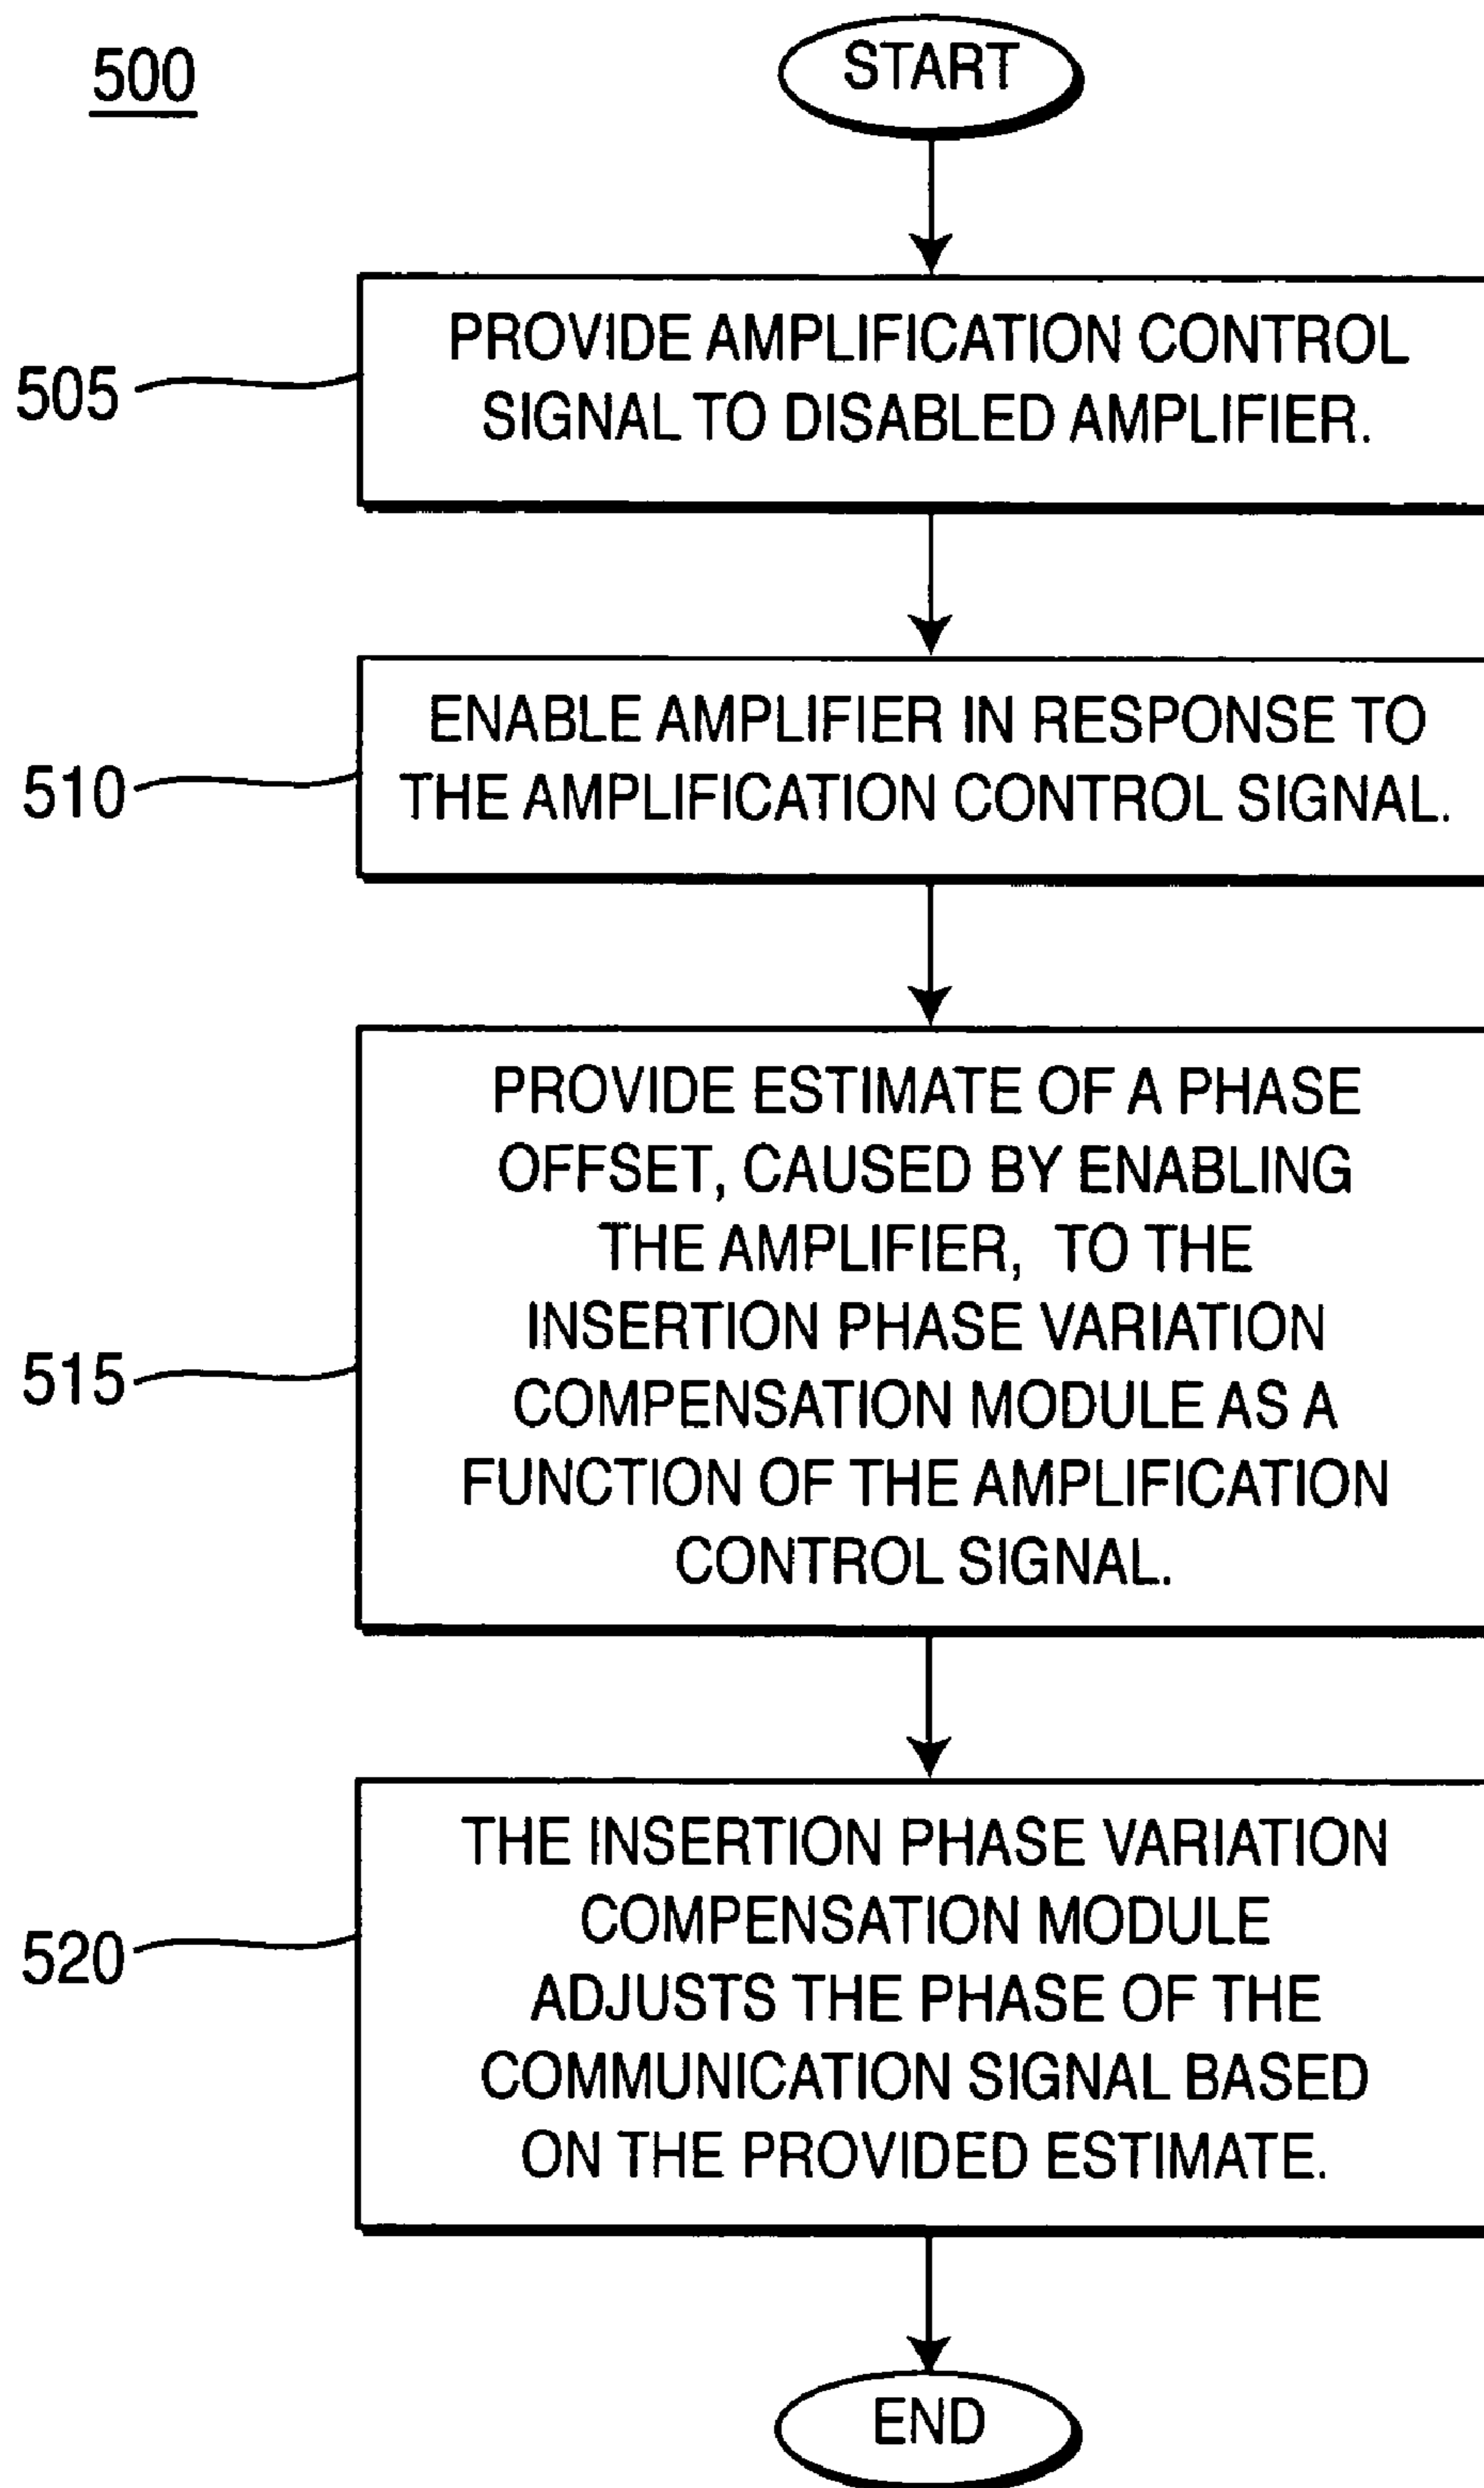 500
START
505
PROVIDE AMPLIFICATION CONTROL
SIGNAL TO DISABLED AMPLIFIER.
510
ENABLE AMPLIFIER IN RESPONSE TO
THE AMPLIFICATION CONTROL SIGNAL.
515
PROVIDE ESTIMATE OF A PHASE
OFFSET, CAUSED BY ENABLING
THE AMPLIFIER, TO THE
INSERTION PHASE VARIATION
COMPENSATION MODULE AS A
FUNCTION OF THE AMPLIFICATION
CONTROL SIGNAL.
520
THE INSERTION PHASE VARIATION
COMPENSATION MODULE
ADJUSTS THE PHASE OF THE
COMMUNICATION SIGNAL BASED
ON THE PROVIDED ESTIMATE.
END